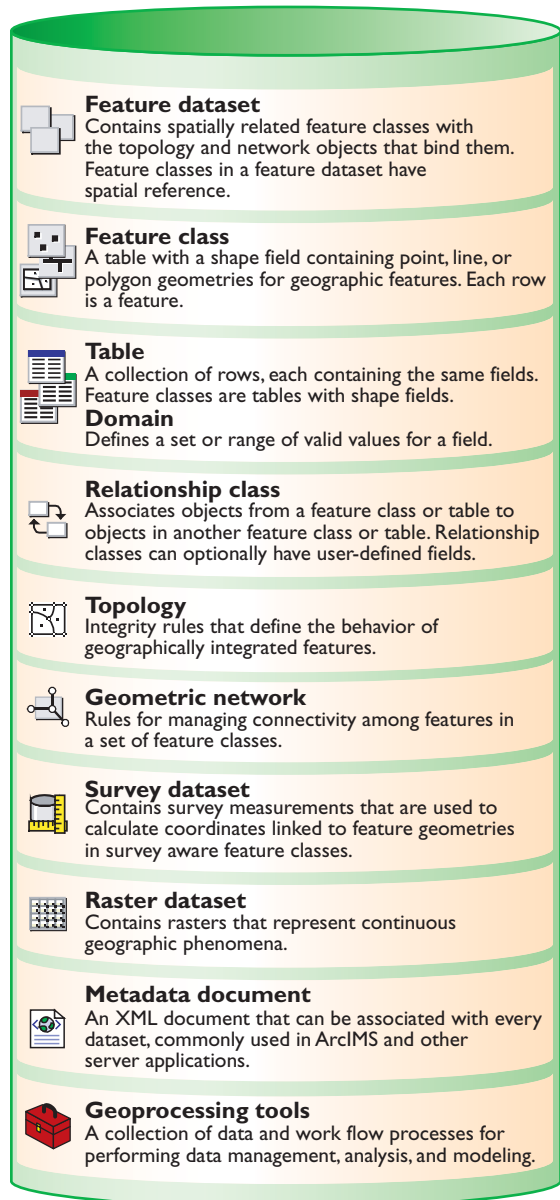 Feature dataset
Contains spatially related feature classes with
the topology and network objects that bind them.
Feature classes in a feature dataset have
spatial reference.
Feature class
A table with a shape field containing point, line, or
polygon geometries for geographic features. Each row
is a feature.
Table
A collection of rows, each containing the same fields.
Feature classes are tables with shape fields.
Domain
Defines a set or range of valid values for a field.
Relationship class
Associates objects from a feature class or table to
objects in another feature class or table. Relationship
classes can optionally have user-defined fields.
Topology
Integrity rules that define the behavior of
geographically integrated features.
Geometric network
Rules for managing connectivity among features in
a set of feature classes.
Survey dataset
Contains survey measurements that are used to
calculate coordinates linked to feature geometries
in survey aware feature classes.
Raster dataset
Contains rasters that represent continuous
geographic phenomena.
Metadata document
An XML document that can be associated with every
dataset, commonly used in ArcIMS and other
server applications.
Geoprocessing tools
A collection of data and work flow processes for
performing data management, analysis, and modeling.